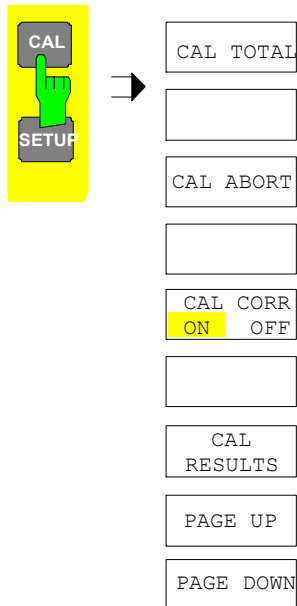 CAL
SETUP
CAL TOTAL
CAL ABORT
CAL CORR
ON OFF
CAL
RESULTS
PAGE UP
PAGE DOWN